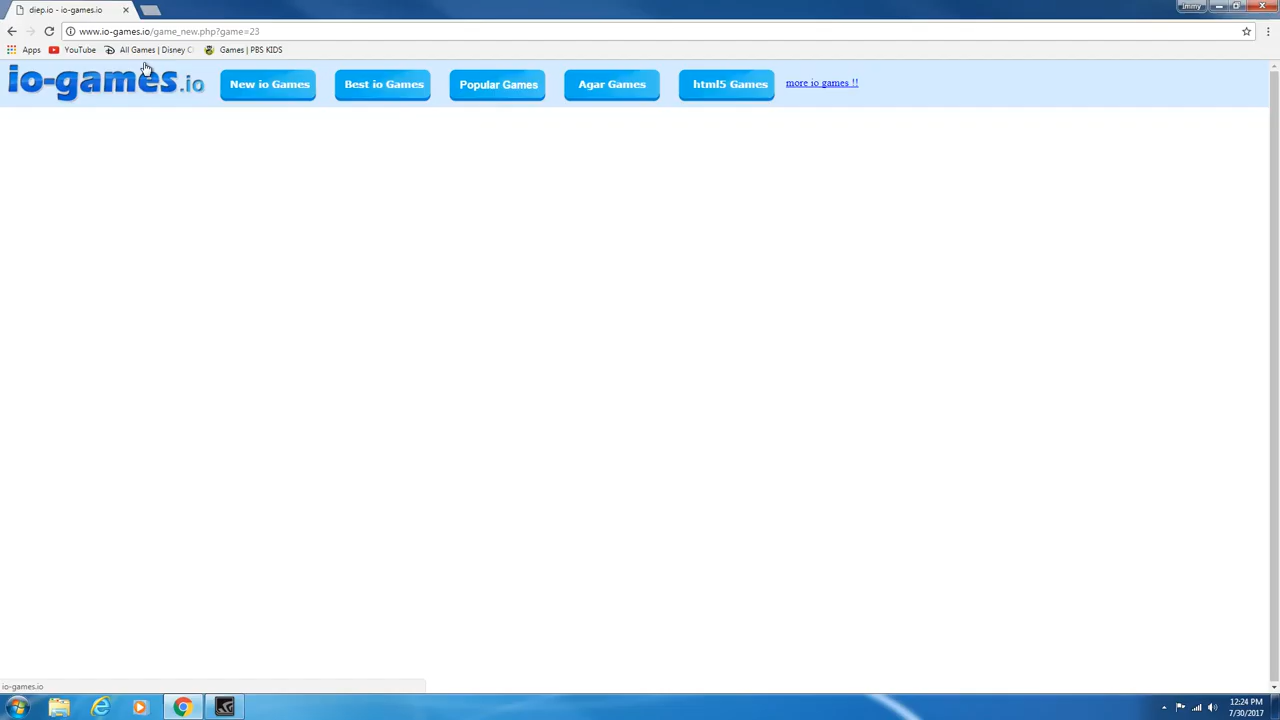 diep.io - io-games.io
Jimmy
www.io-games.io/game_new.php?game=23
Apps YouTube All Games | Disney C Games | PBS KIDS
io-games.io New io Games Best io Games Popular Games Agar Games html5 Games more io games !!
io-games.io
12:24 PM
7/30/2017